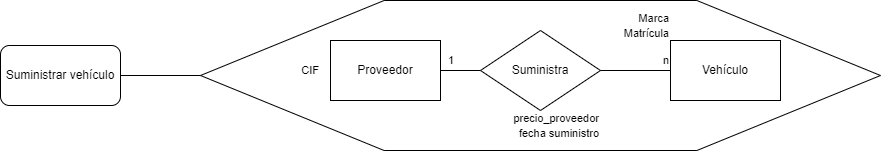 Suministrar vehículo
CIF
Proveedor
1
Suministra
precio_proveedor
fecha suministro
Marca
Matrícula
n
Vehículo